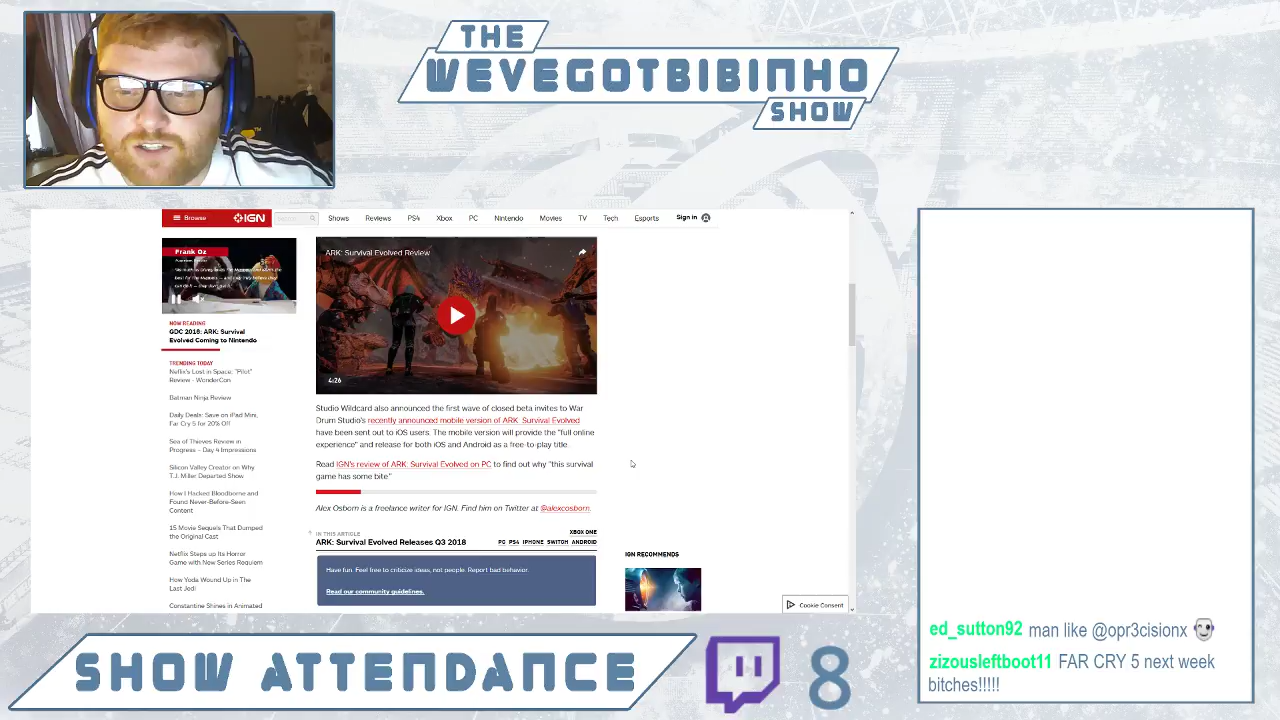 THE
WEVEGOTBIBINHO
SHOW
Browse
IGN
Search
Shows
Reviews
PS4
Xbox
PC
Nintendo
Movies
TV
Tech
Esports
Sign in
Frank Oz
NOW READING
GDC 2018: ARK: Survival
Evolved Coming to Nintendo
TRENDING TODAY
Netflix's Lost in Space: "Pilot"
Review - WonderCon
Batman Ninja Review
Daily Deals: Save on iPad Mini,
Far Cry 5 for 20% Off
Sea of Thieves Review in
Progress – Day 4 Impressions
Silicon Valley Creator on Why
T.J. Miller Departed Show
How I Hacked Bloodborne and
Found Never-Before-Seen
Content
15 Movie Sequels That Dumped
the Original Cast
Netflix Steps up Its Horror
Game with New Series Requiem
How Yoda Wound Up in The
Last Jedi
Constantine Shines in Animated
ARK: Survival Evolved Review
4:26
Studio Wildcard also announced the first wave of closed beta invites to War
Drum Studio's recently announced mobile version of ARK: Survival Evolved
have been sent out to iOS users. The mobile version will provide the "full online
experience" and release for both iOS and Android as a free-to-play title.
Read IGN's review of ARK: Survival Evolved on PC to find out why "this survival
game has some bite."
Alex Osborn is a freelance writer for IGN. Find him on Twitter at @alexcosborn.
IN THIS ARTICLE
ARK: Survival Evolved Releases Q3 2018
XBOX ONE
PC PS4 IPHONE SWITCH ANDROID
Have fun. Feel free to criticize ideas, not people. Report bad behavior.
Read our community guidelines.
IGN RECOMMENDS
Cookie Consent
ed_sutton92 man like @opr3cisionx
zizousleftboot11 FAR CRY 5 next week
bitches!!!!!
SHOW ATTENDANCE
8